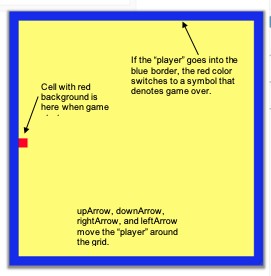 If the "player" goes into the
blue border, the red color
switches to a symbol that
denotes game over.
Cell with red
background is
here when game
upArrow, downArrow,
rightArrow, and leftArrow
move the "player" around
the grid.